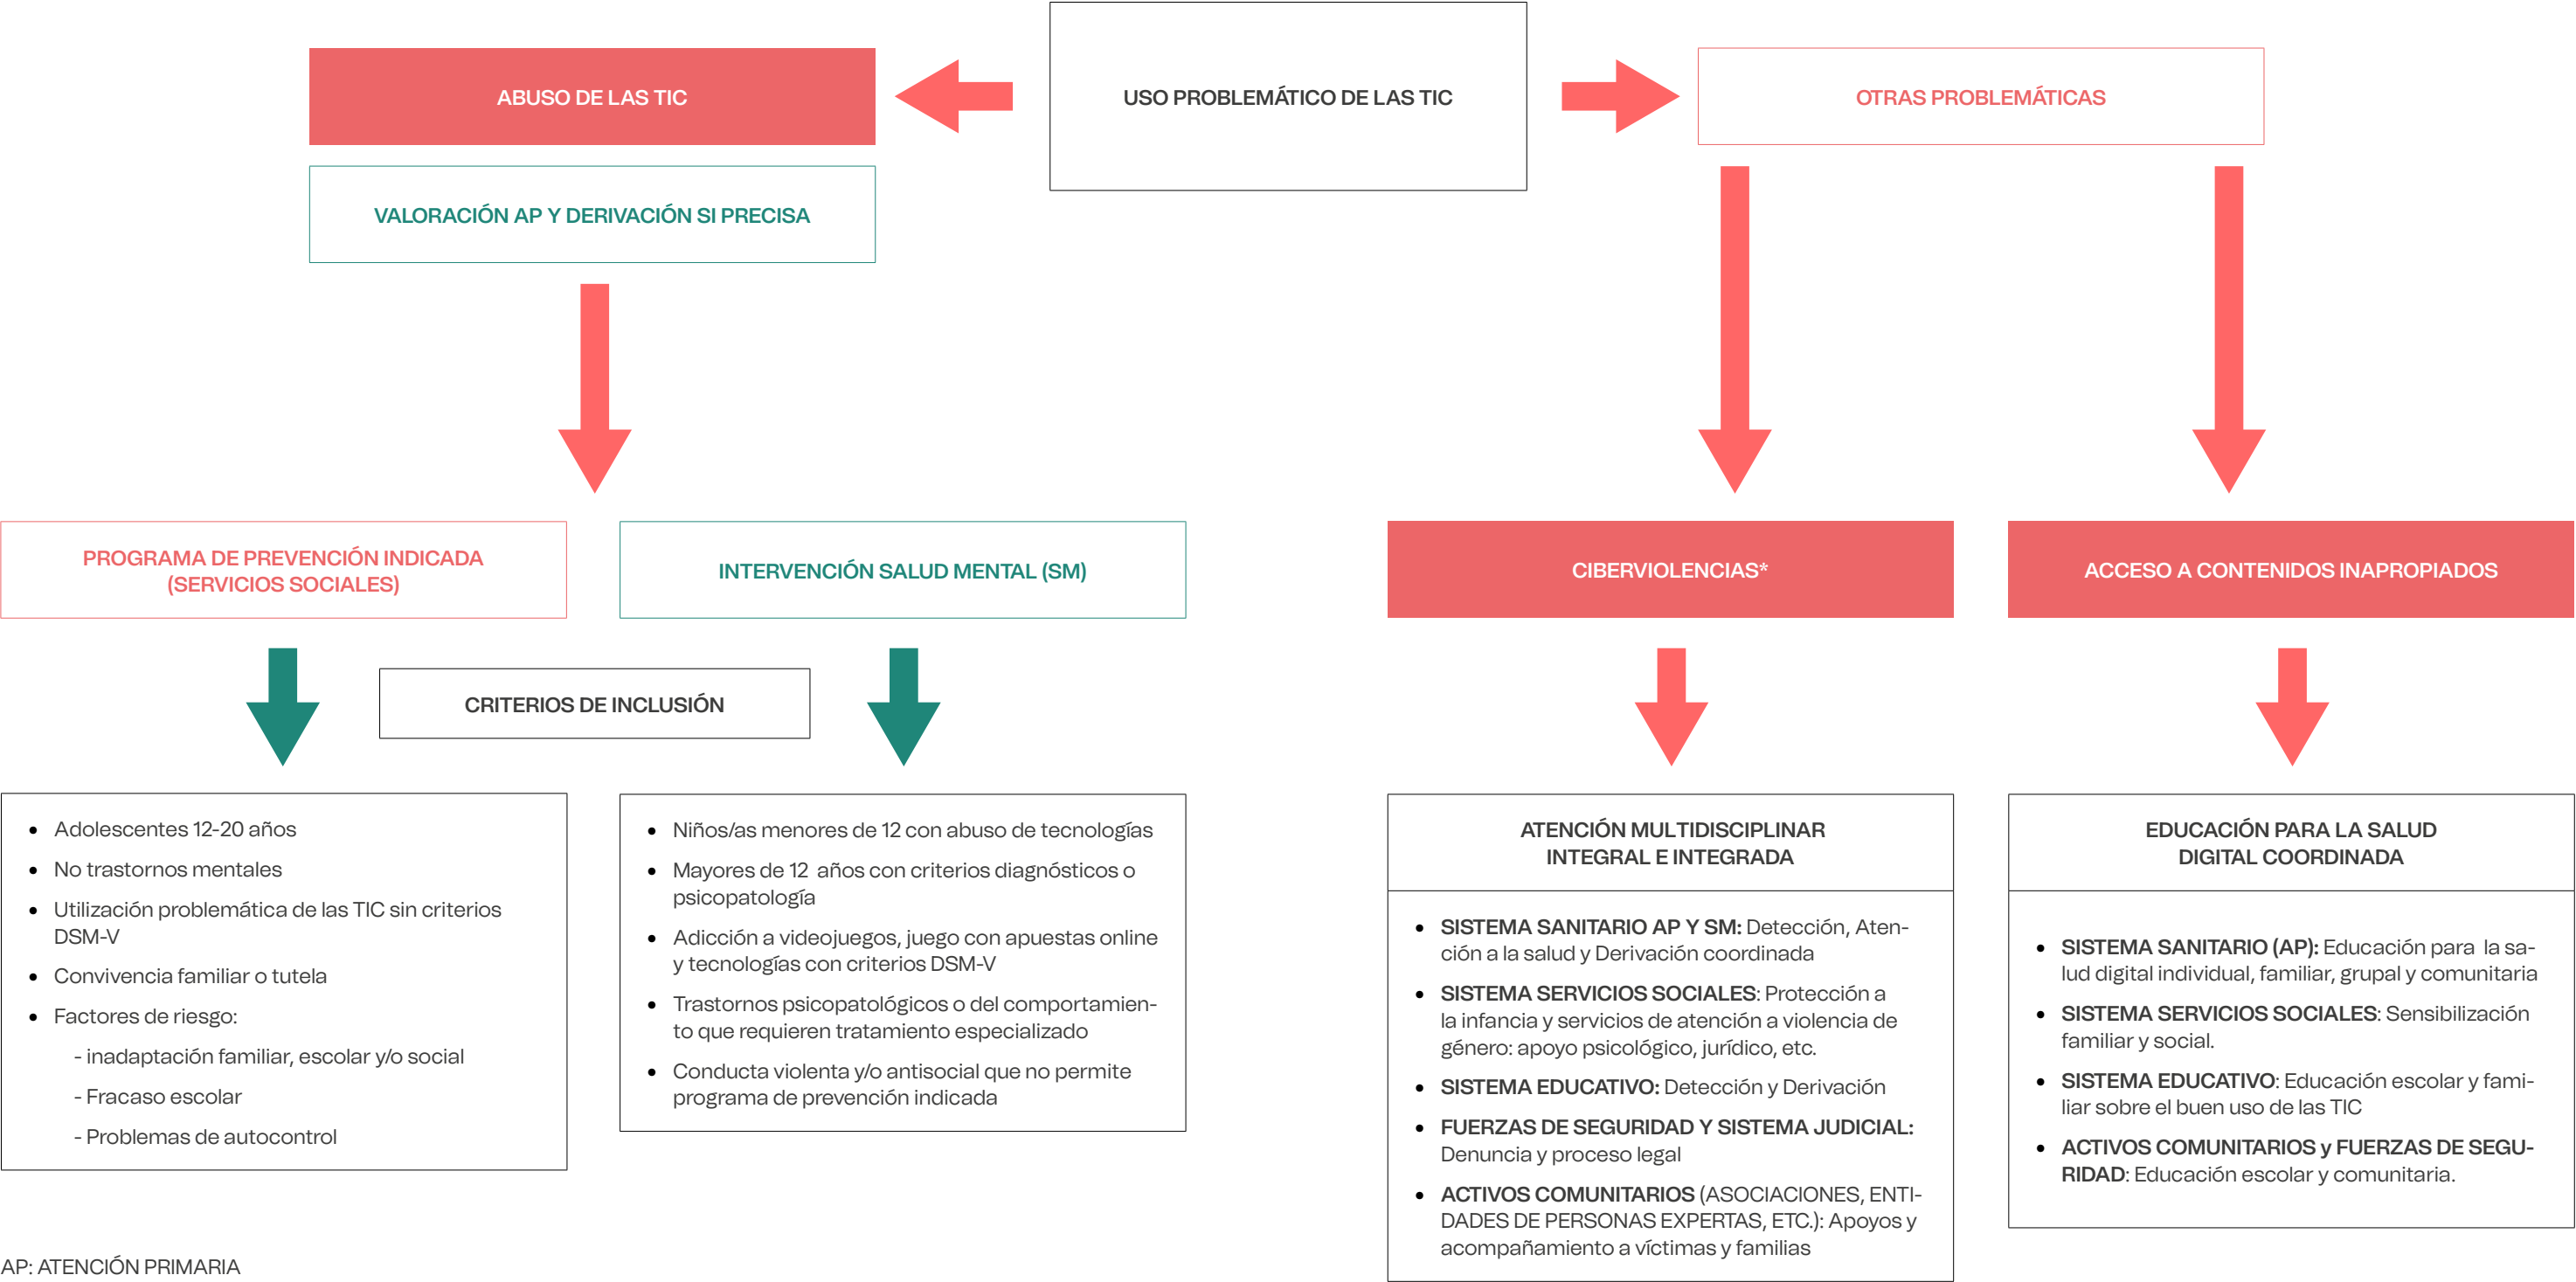 USO PROBLEMÁTICO DE LAS TIC
ABUSO DE LAS TIC
VALORACIÓN AP Y DERIVACIÓN SI PRECISA
OTRAS PROBLEMÁTICAS
PROGRAMA DE PREVENCIÓN INDICADA
(SERVICIOS SOCIALES)
INTERVENCIÓN SALUD MENTAL (SM)
CRITERIOS DE INCLUSIÓN
• Adolescentes 12-20 años
• No trastornos mentales
• Utilización problemática de las TIC sin criterios
DSM-V
• Convivencia familiar o tutela
• Factores de riesgo:
- inadaptación familiar, escolar y/o social
- Fracaso escolar
- Problemas de autocontrol
• Niños/as menores de 12 con abuso de tecnologías
• Mayores de 12 años con criterios diagnósticos o
psicopatología
• Adicción a videojuegos, juego con apuestas online
y tecnologías con criterios DSM-V
• Trastornos psicopatológicos o del comportamien-
to que requieren tratamiento especializado
• Conducta violenta y/o antisocial que no permite
programa de prevención indicada
CIBERVIOLENCIAS*
ATENCIÓN MULTIDISCIPLINAR
INTEGRAL E INTEGRADA
• SISTEMA SANITARIO AP Y SM: Detección, Aten-
ción a la salud y Derivación coordinada
• SISTEMA SERVICIOS SOCIALES: Protección a
la infancia y servicios de atención a violencia de
género: apoyo psicológico, jurídico, etc.
• SISTEMA EDUCATIVO: Detección y Derivación
• FUERZAS DE SEGURIDAD Y SISTEMA JUDICIAL:
Denuncia y proceso legal
• ACTIVOS COMUNITARIOS (ASOCIACIONES, ENTI-
DADES DE PERSONAS EXPERTAS, ETC.): Apoyos y
acompañamiento a víctimas y familias
ACCESO A CONTENIDOS INAPROPIADOS
EDUCACIÓN PARA LA SALUD
DIGITAL COORDINADA
• SISTEMA SANITARIO (AP): Educación para la sa-
lud digital individual, familiar, grupal y comunitaria
• SISTEMA SERVICIOS SOCIALES: Sensibilización
familiar y social.
• SISTEMA EDUCATIVO: Educación escolar y fami-
liar sobre el buen uso de las TIC
• ACTIVOS COMUNITARIOS y FUERZAS DE SEGU-
RIDAD: Educación escolar y comunitaria.
AP: ATENCIÓN PRIMARIA